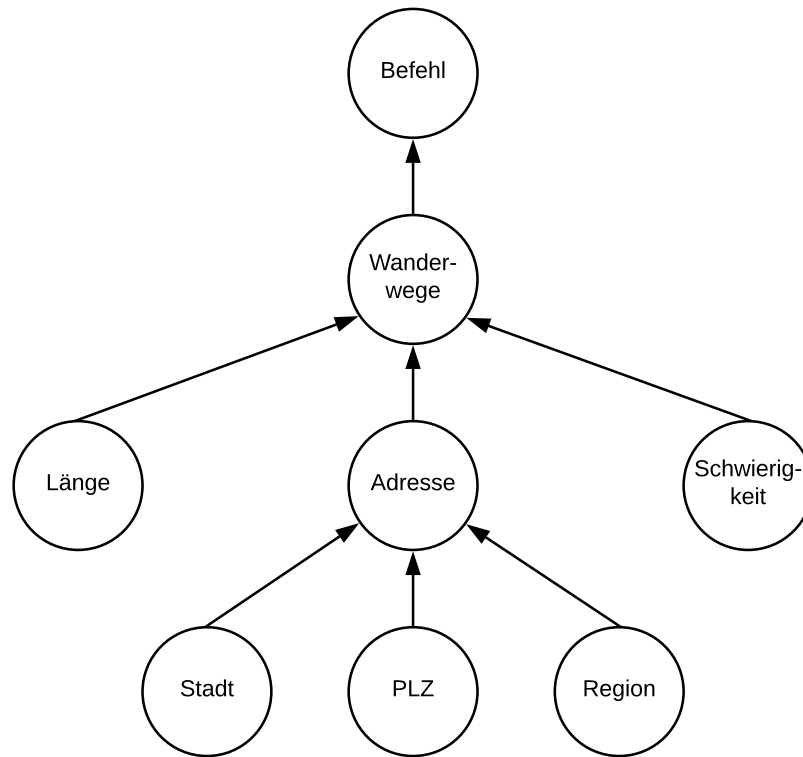 Befehl
Wander-
wege
Länge
Adresse
Schwierig-
keit
Stadt
PLZ
Region